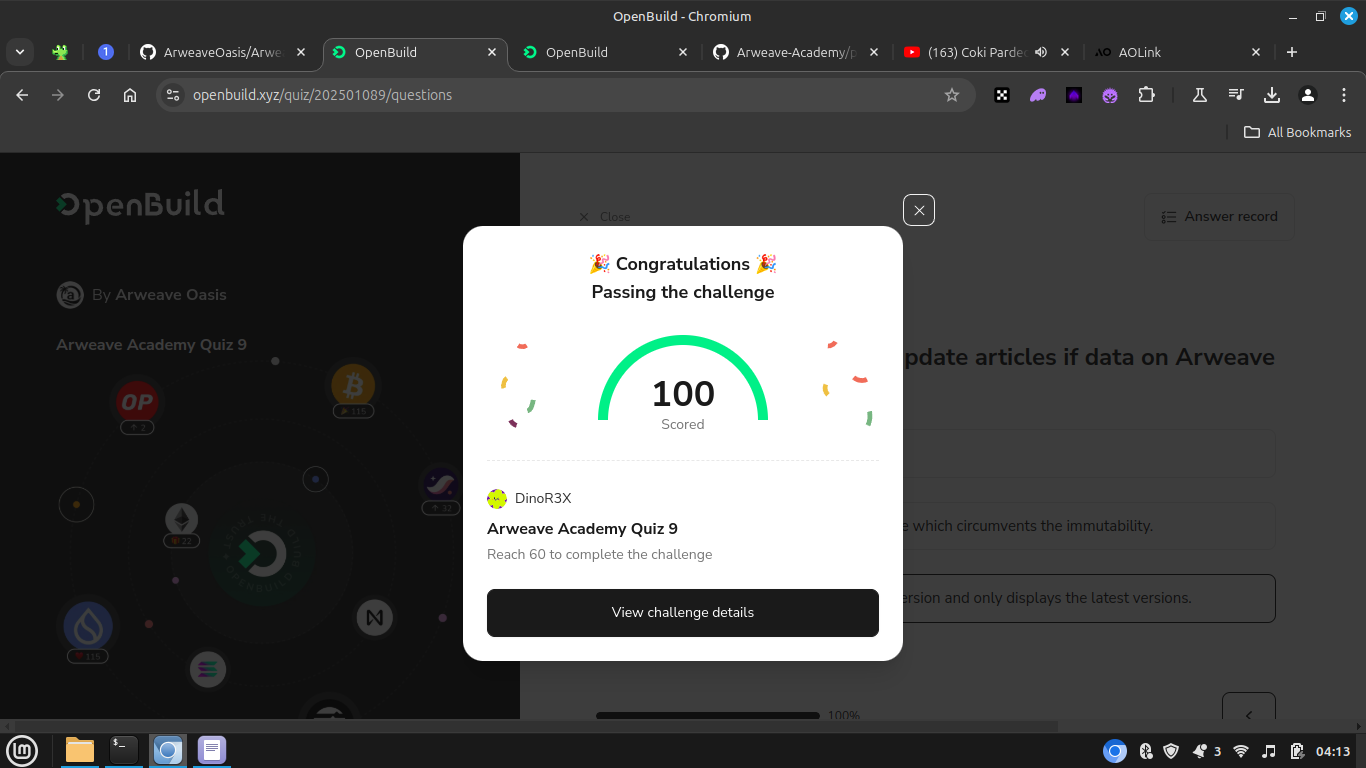 OpenBuild - Chromium
1
ArweaveOasis/Arwe
OpenBuild
OpenBuild
Arweave-Academy/p
(163) Coki Pardec
AOLink
openbuild.xyz/quiz/202501089/questions
All Bookmarks
OpenBuild
Close
Answer record
By Arweave Oasis
🎉 Congratulations 🎉
Passing the challenge
Arweave Academy Quiz 9
pdate articles if data on Arweave
OP
2
115
100
Scored
32
22
DinoR3X
Arweave Academy Quiz 9
e which circumvents the immutability.
Reach 60 to complete the challenge
ersion and only displays the latest versions.
View challenge details
115
100%
3
04:13